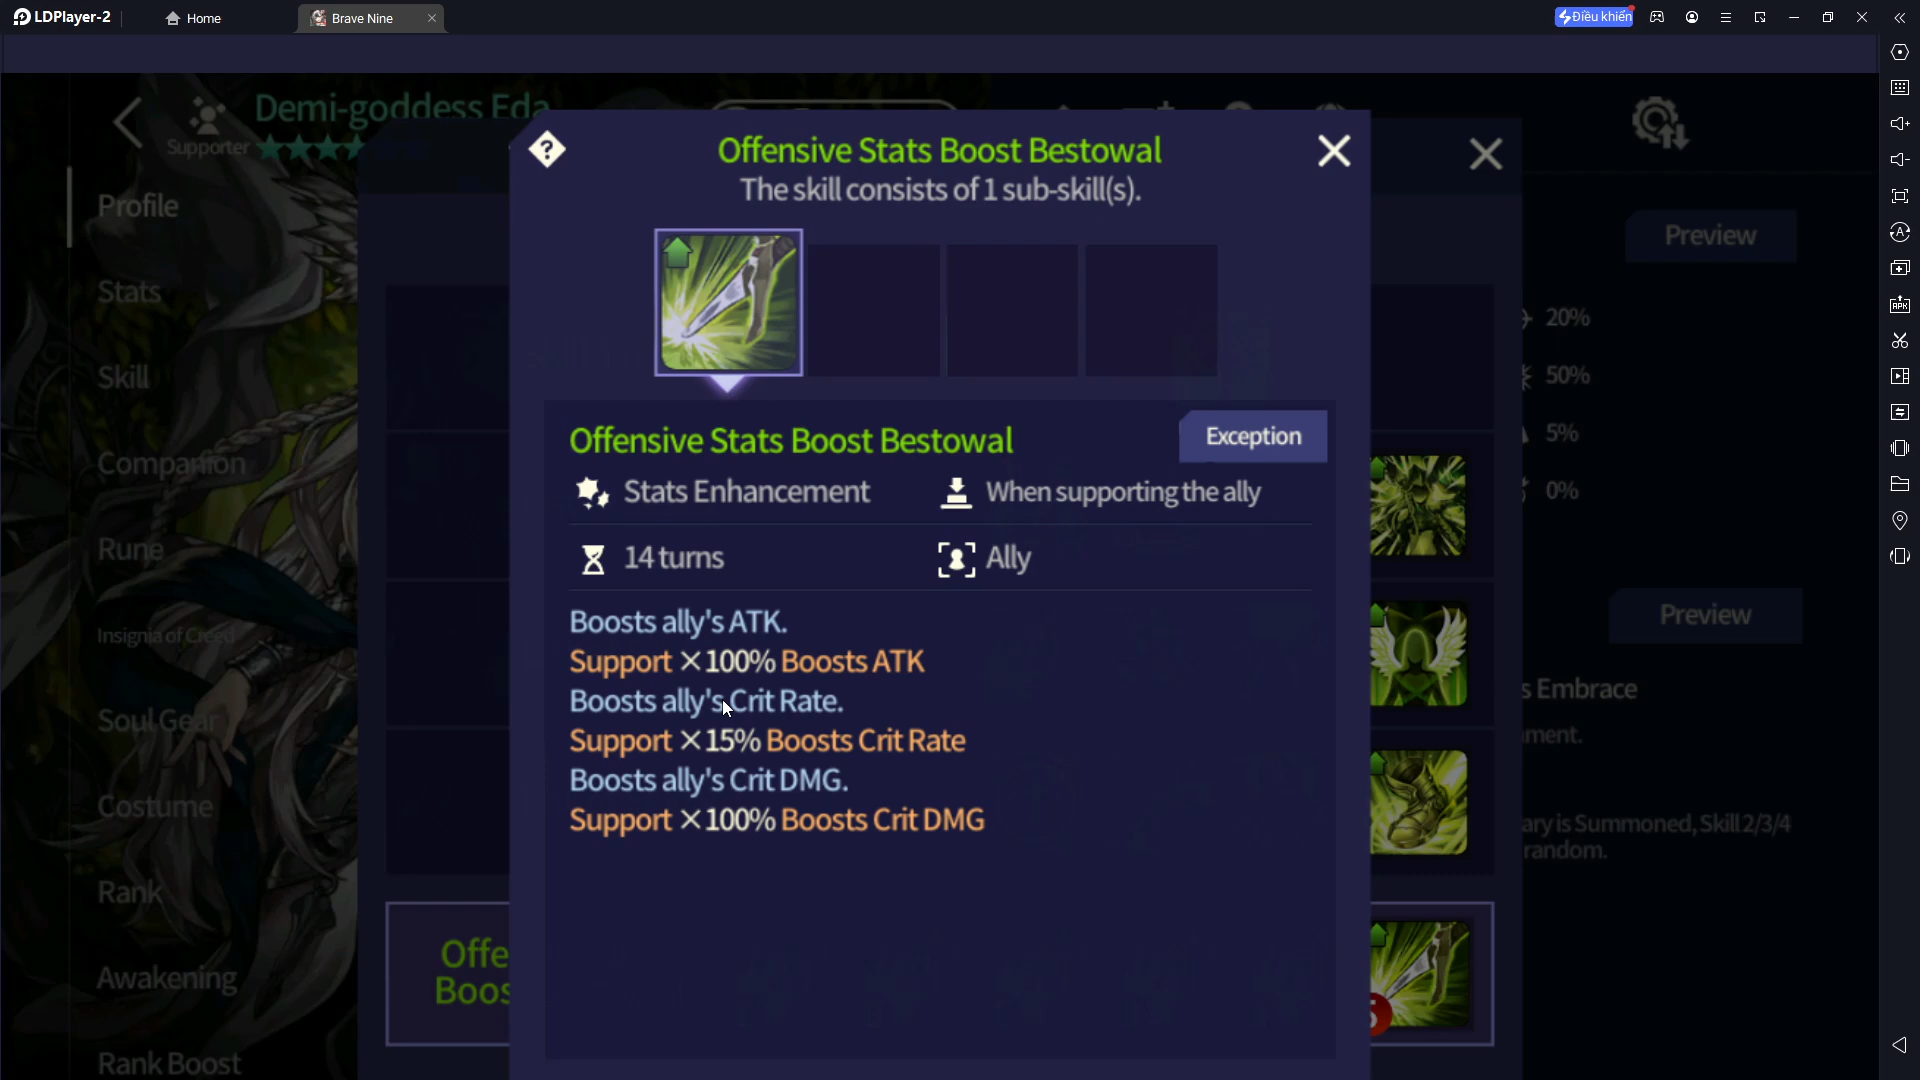 LDPlayer-2
Home
Brave Nine
Điều khiển
Demi-goddess Eda
Supporter
Profile
Stats
Skill
Companion
Rune
Insignia of Creed
Soul Gear
Costume
Rank
Awakening
Rank Boost
Offensive Stats Boost Bestowal
The skill consists of 1 sub-skill(s).
Offensive Stats Boost Bestowal
Exception
Stats Enhancement
When supporting the ally
14 turns
Ally
Boosts ally's ATK.
Support ×100% Boosts ATK
Boosts ally's Crit Rate.
Support ×15% Boosts Crit Rate
Boosts ally's Crit DMG.
Support ×100% Boosts Crit DMG
Offe
Boos
Preview
20%
50%
5%
0%
Preview
s Embrace
ment.
ary is Summoned, Skill 2/3/4
random.